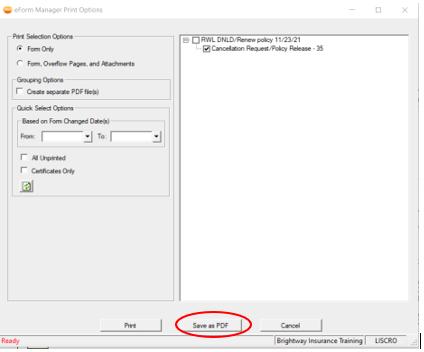 eForm Manager Print Options
Print Selection Options
Form Only
Form, Overflow Pages, and Attachments
Grouping Options
Create separate PDF file(s)
Quick Select Options
Based on Form Changed Date(s)
From: To:
All Unprinted
Certificates Only
RWL DNLD/Renew policy 11/23/21
Cancellation Request/Policy Release - 35
Print Save as PDF Cancel
Ready Brightway Insurance Training LISCRO